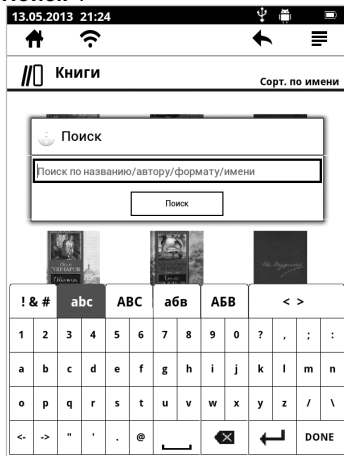 13.05.2013 21:24
Книги
Сорт. по имени
Поиск
Поиск по названию/автору/формату/имени
Поиск
! & # abc ABC абв АБВ < >
1 2 3 4 5 6 7 8 9 0 ? , ; :
a b c d e f g h i j k l m n
o p q r s t u v w x y z / \
<- -> " ' . @ DONE